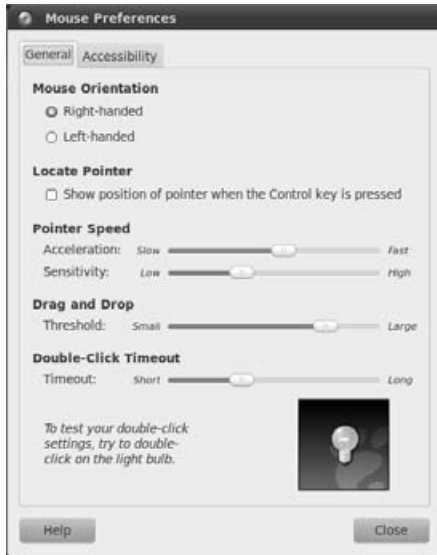 Mouse Preferences
General Accessibility
Mouse Orientation
Right-handed
Left-handed
Locate Pointer
Show position of pointer when the Control key is pressed
Pointer Speed
Acceleration: Slow Fast
Sensitivity: Low High
Drag and Drop
Threshold: Small Large
Double-Click Timeout
Timeout: Short Long
To test your double-click
settings, try to double-
click on the light bulb.
Help Close